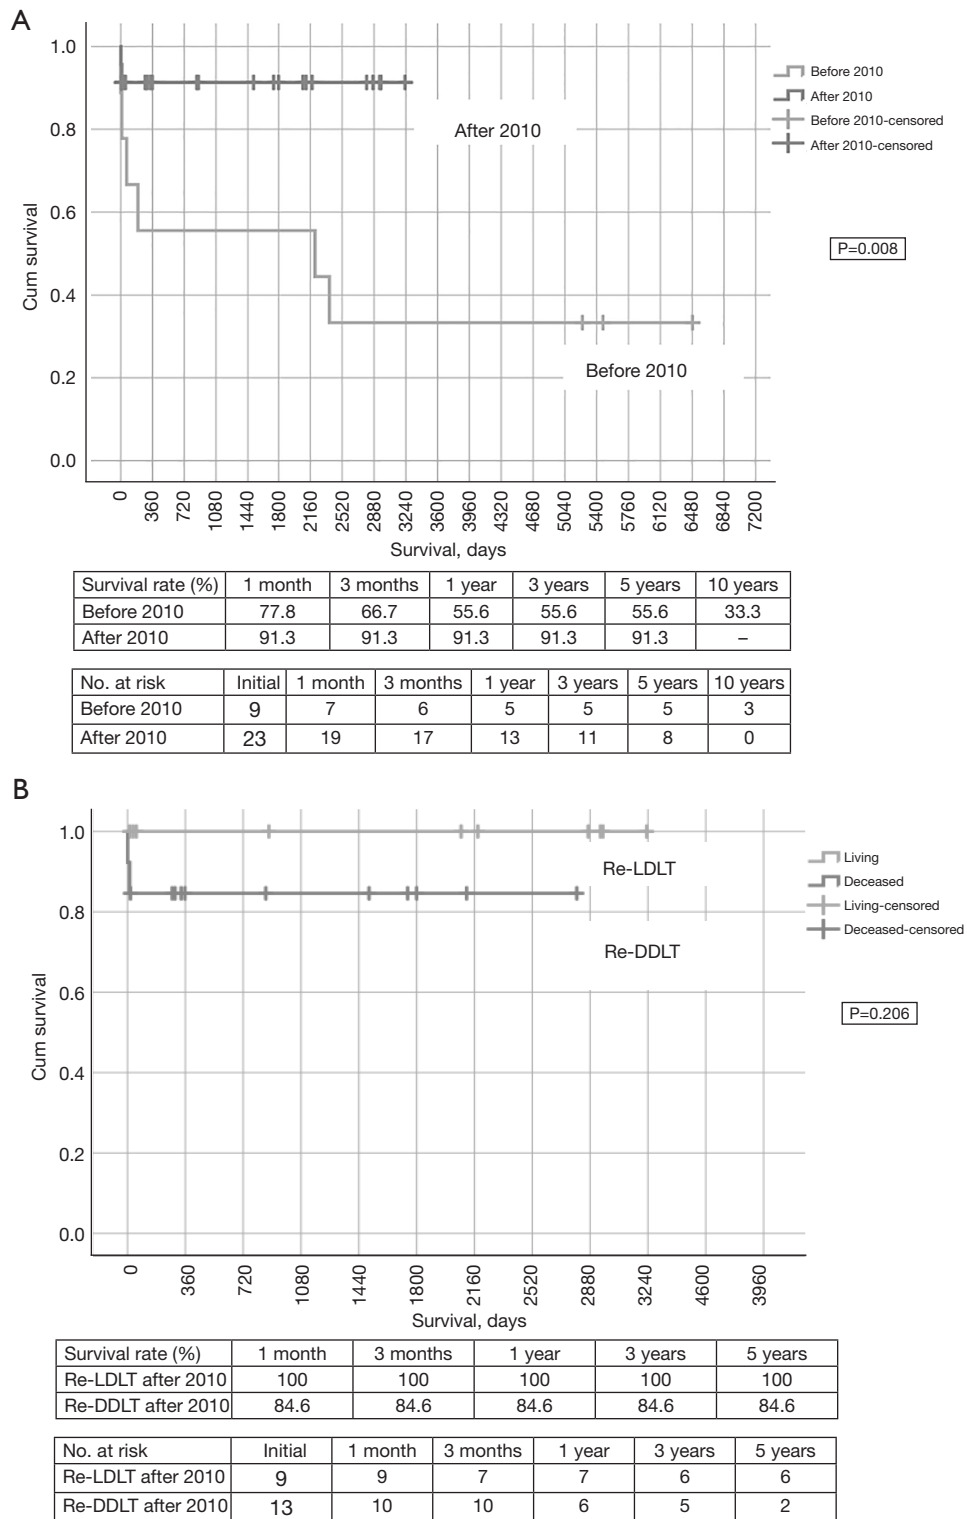 A
1.0
0.8
0.6
0.4
0.2
0.0
Cum survival
After 2010
Before 2010
0 360 720 1080 1440 1800 2160 2520 2880 3240 3600 3960 4320 4680 5040 5400 5760 6120 6480 6840 7200
Survival, days
Before 2010
After 2010
Before 2010-censored
After 2010-censored
P=0.008
Survival rate (%) 1 month 3 months 1 year 3 years 5 years 10 years
Before 2010 77.8 66.7 55.6 55.6 55.6 33.3
After 2010 91.3 91.3 91.3 91.3 91.3 –
No. at risk Initial 1 month 3 months 1 year 3 years 5 years 10 years
Before 2010 9 7 6 5 5 5 3
After 2010 23 19 17 13 11 8 0
B
1.0
0.8
0.6
0.4
0.2
0.0
Cum survival
Re-LDLT
Re-DDLT
0 360 720 1080 1440 1800 2160 2520 2880 3240 4600 3960
Survival, days
Living
Deceased
Living-censored
Deceased-censored
P=0.206
Survival rate (%) 1 month 3 months 1 year 3 years 5 years
Re-LDLT after 2010 100 100 100 100 100
Re-DDLT after 2010 84.6 84.6 84.6 84.6 84.6
No. at risk Initial 1 month 3 months 1 year 3 years 5 years
Re-LDLT after 2010 9 9 7 7 6 6
Re-DDLT after 2010 13 10 10 6 5 2